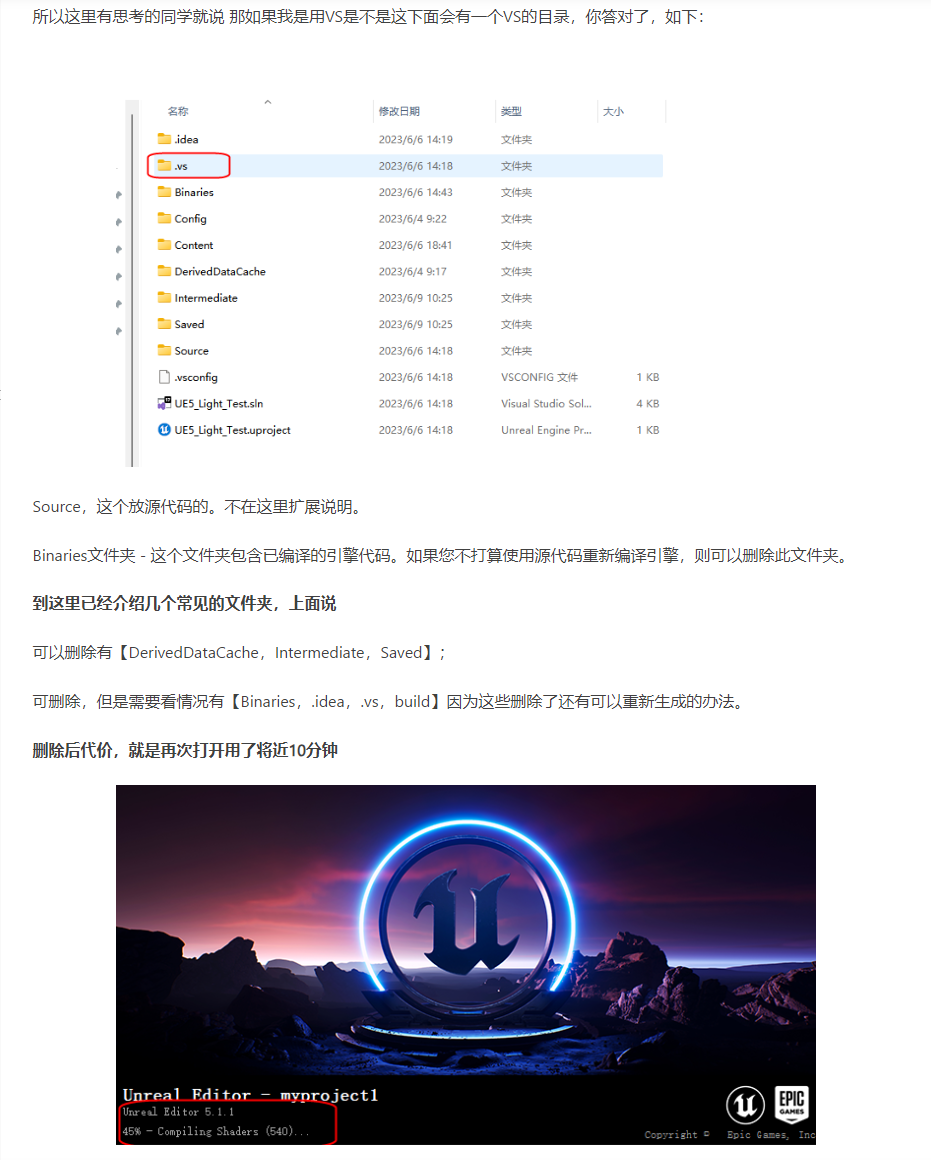 所以这里有思考的同学就说 那如果我是用VS是不是这下面会有一个VS的目录，你答对了，如下：
名称 修改日期 类型 大小
.idea 2023/6/6 14:19 文件夹
.vs 2023/6/6 14:18 文件夹
Binaries 2023/6/6 14:43 文件夹
Config 2023/6/4 9:22 文件夹
Content 2023/6/6 18:41 文件夹
DerivedDataCache 2023/6/4 9:17 文件夹
Intermediate 2023/6/9 10:25 文件夹
Saved 2023/6/9 10:25 文件夹
Source 2023/6/6 14:18 文件夹
.vsconfig 2023/6/6 14:18 VSCONFIG 文件 1 KB
UE5_Light_Test.sln 2023/6/6 14:18 Visual Studio Sol... 4 KB
UE5_Light_Test.uproject 2023/6/6 14:18 Unreal Engine Pr... 1 KB
Source，这个放源代码的。不在这里扩展说明。
Binaries文件夹 - 这个文件夹包含已编译的引擎代码。如果您不打算使用源代码重新编译引擎，则可以删除此文件夹。
到这里已经介绍几个常见的文件夹，上面说
可以删除有【DerivedDataCache，Intermediate，Saved】；
可删除，但是需要看情况有【Binaries，.idea，.vs，build】因为这些删除了还有可以重新生成的办法。
删除后代价，就是再次打开用了将近10分钟
Unreal Editor - myproject1
Unreal Editor 5.1.1
45% - Compiling Shaders (540)...
EPIC
GAMES
Copyright © Epic Games, Inc